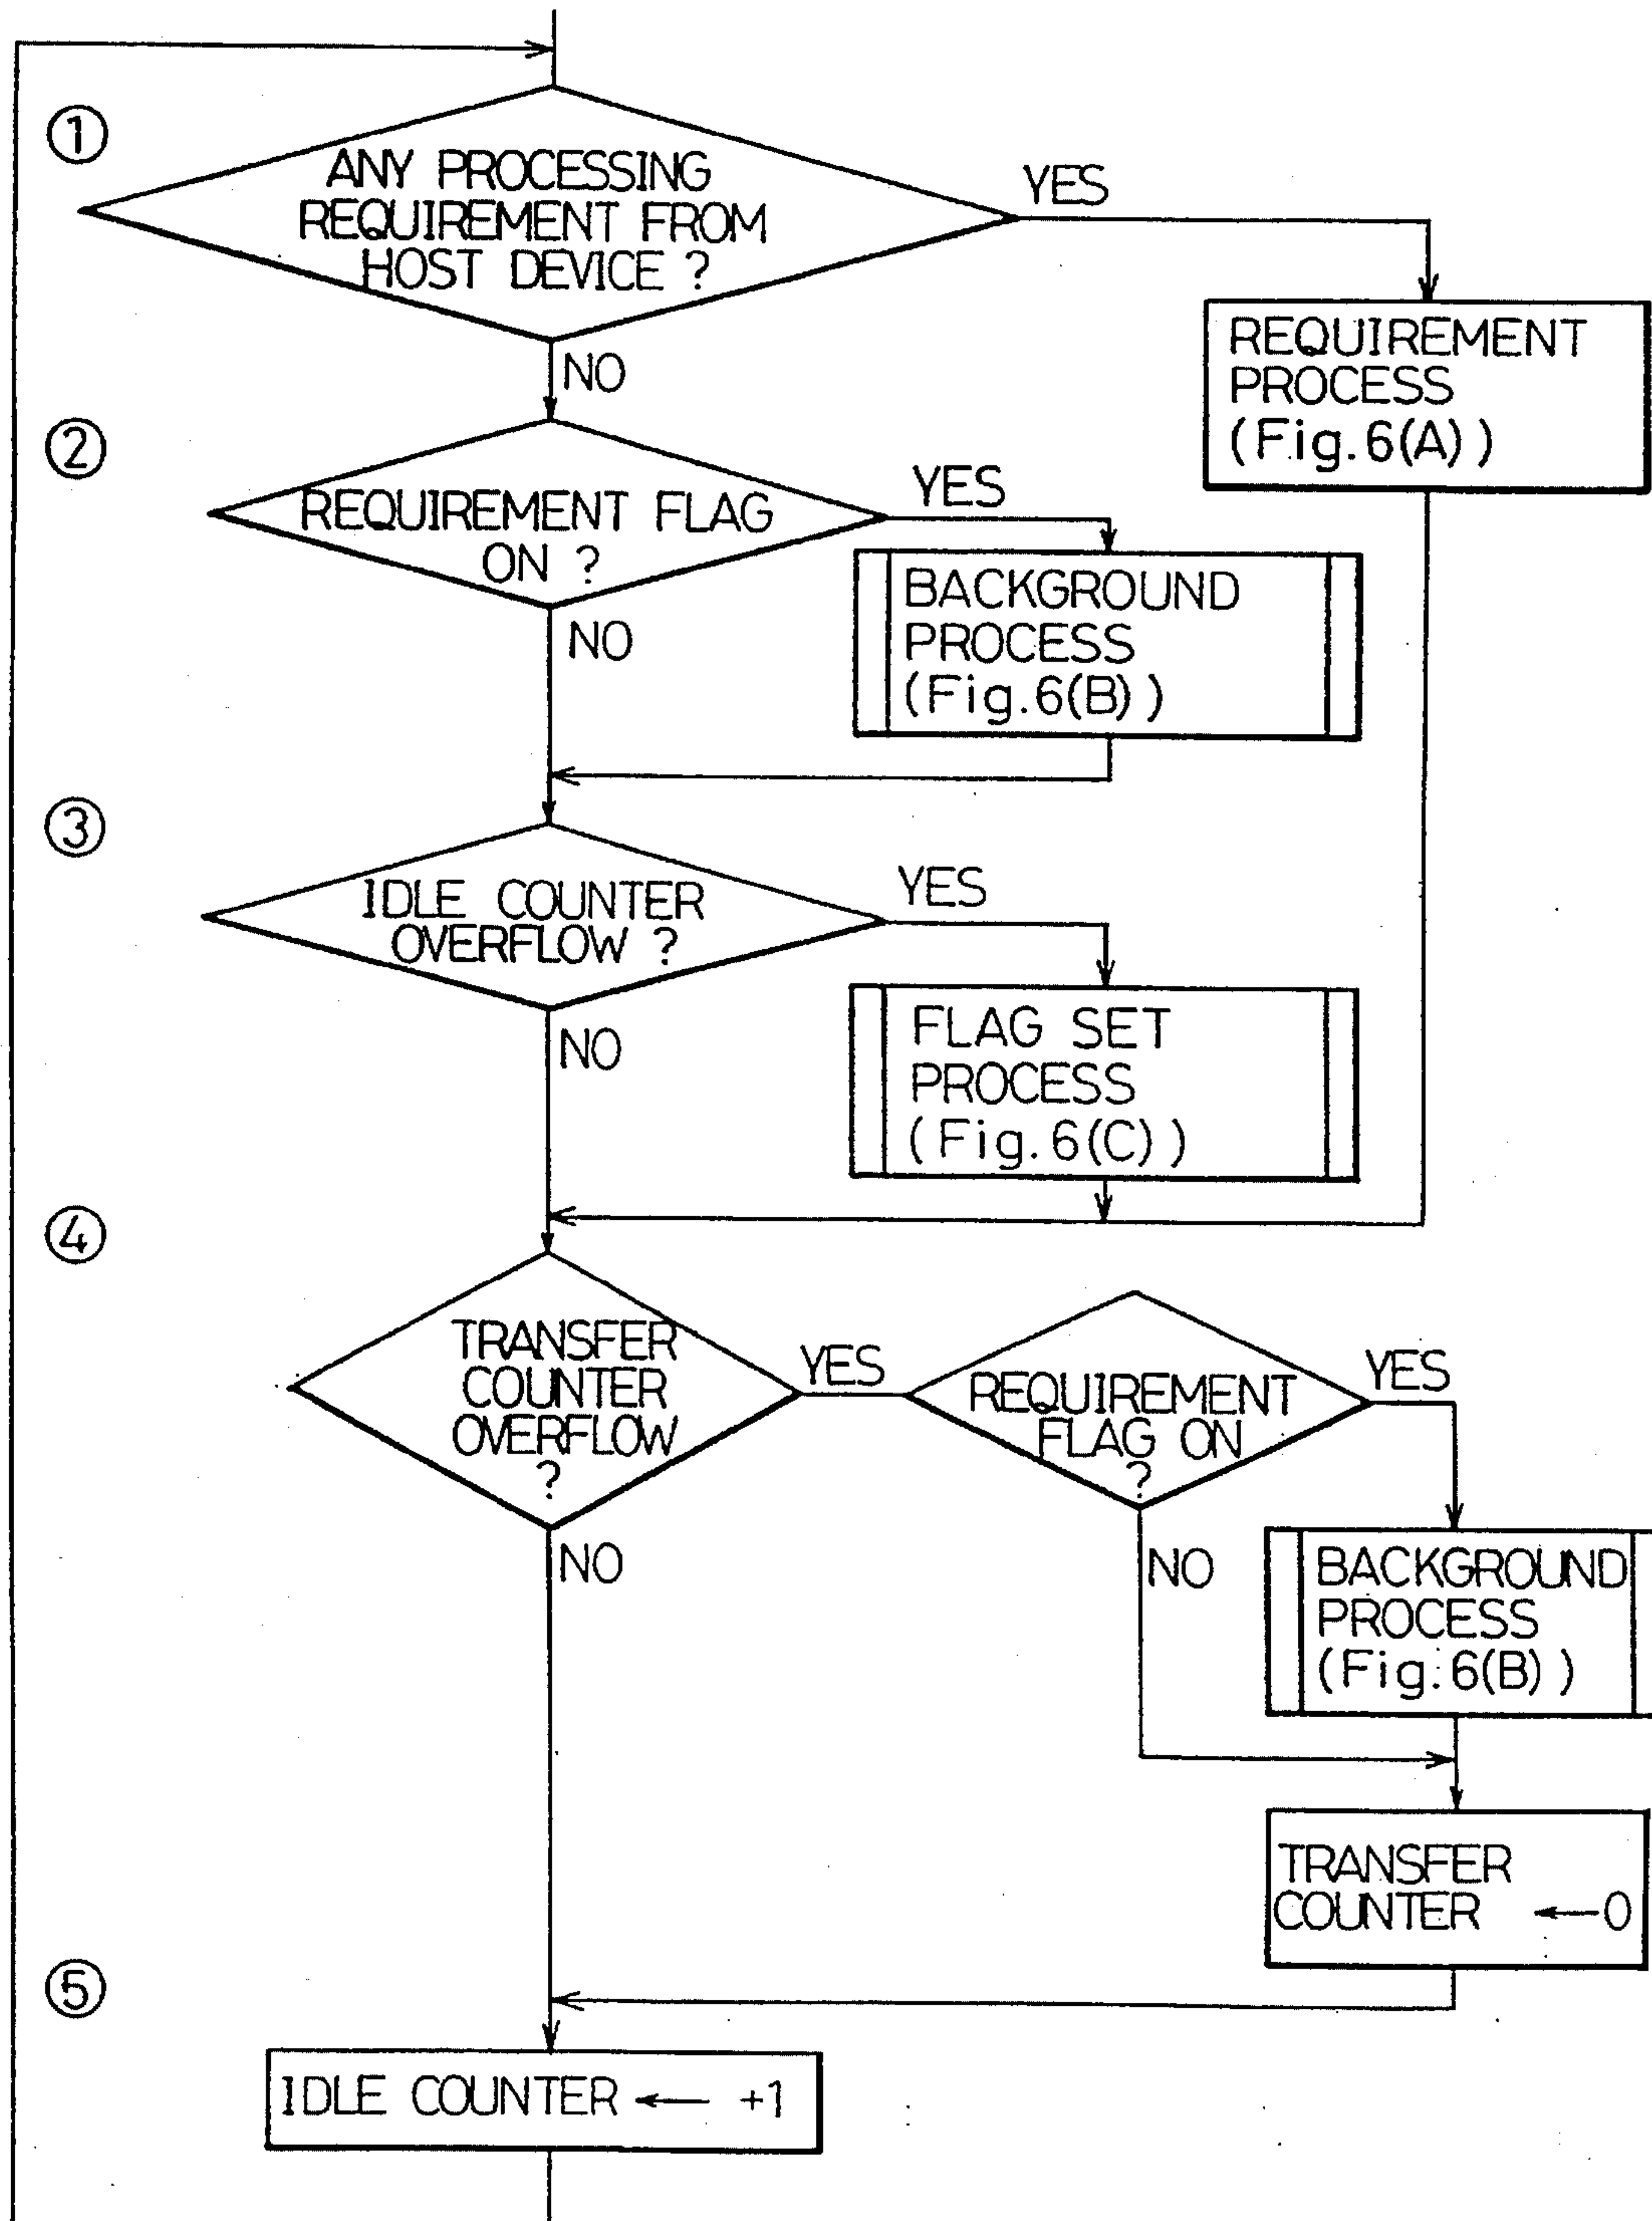 ①
ANY PROCESSING
REQUIREMENT FROM
HOST DEVICE ?
YES
NO
REQUIREMENT
PROCESS
(Fig.6(A))
②
REQUIREMENT FLAG
ON ?
YES
NO
BACKGROUND
PROCESS
(Fig.6(B))
③
IDLE COUNTER
OVERFLOW ?
YES
NO
FLAG SET
PROCESS
(Fig.6(C))
④
TRANSFER
COUNTER
OVERFLOW
?
YES
NO
REQUIREMENT
FLAG ON
?
YES
NO
BACKGROUND
PROCESS
(Fig.6(B))
TRANSFER
COUNTER ←0
⑤
IDLE COUNTER ← +1